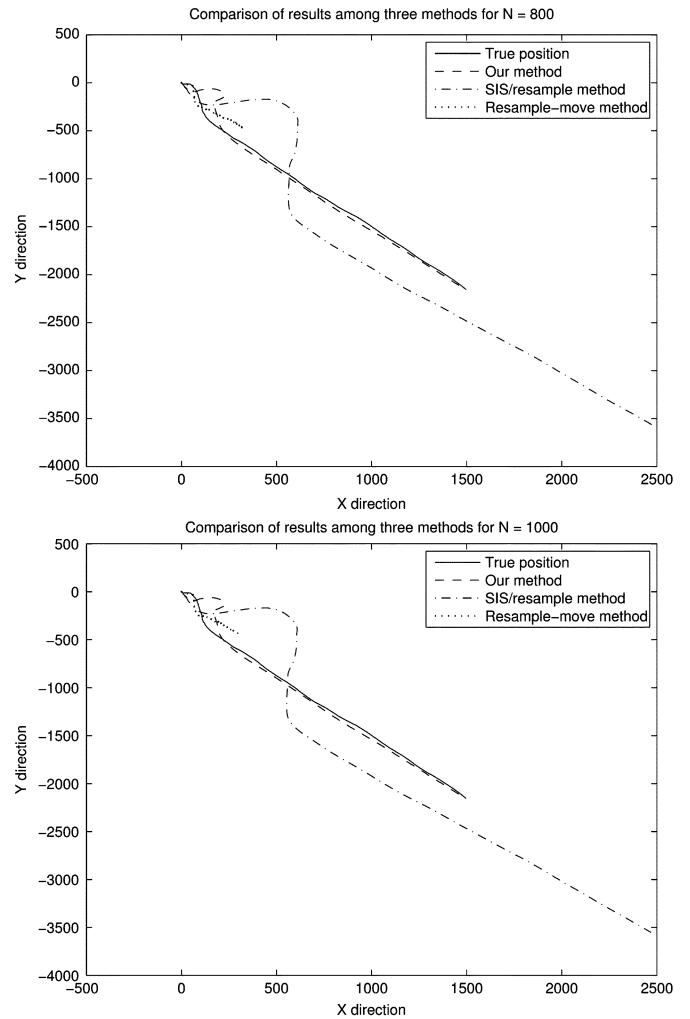 Comparison of results among three methods for N = 800
500
0
−500
−1000
−1500
−2000
−2500
−3000
−3500
−4000
Y direction
True position
Our method
SIS/resample method
Resample−move method
−500
0
500
1000
1500
2000
2500
X direction
Comparison of results among three methods for N = 1000
500
0
−500
−1000
−1500
−2000
−2500
−3000
−3500
−4000
Y direction
True position
Our method
SIS/resample method
Resample−move method
−500
0
500
1000
1500
2000
2500
X direction